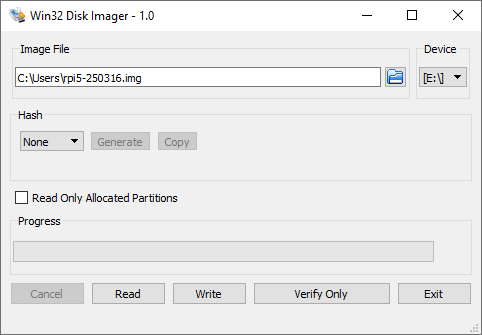 Win32 Disk Imager - 1.0
Image File
Device
C:\Users\rpi5-250316.img
[E:\]
Hash
None
Generate
Copy
Read Only Allocated Partitions
Progress
Cancel
Read
Write
Verify Only
Exit